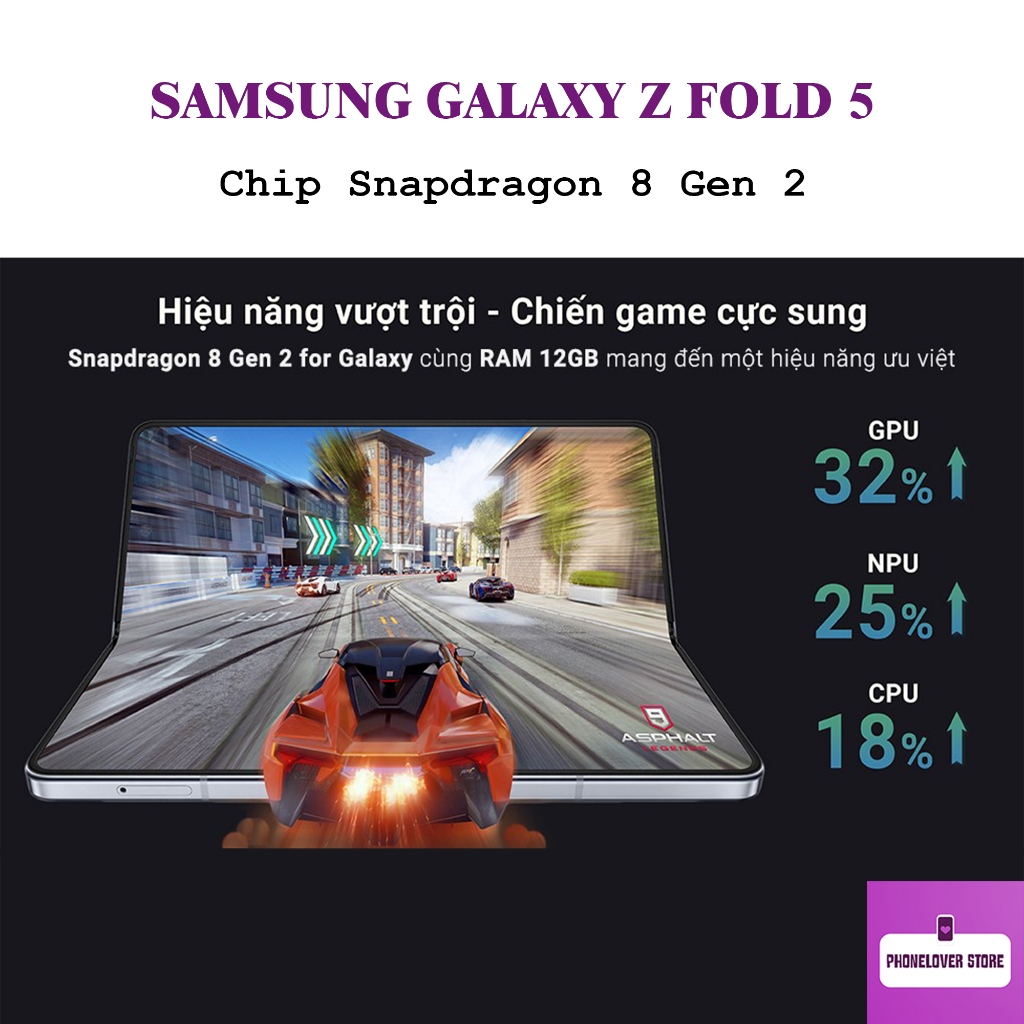 SAMSUNG GALAXY Z FOLD 5
Chip Snapdragon 8 Gen 2
Hiệu năng vượt trội - Chiến game cực sung
Snapdragon 8 Gen 2 for Galaxy cùng RAM 12GB mang đến một hiệu năng ưu việt
GPU
32%
NPU
25%
CPU
18%
9
ASPHALT
LEGENDS
PHONELOVER STORE